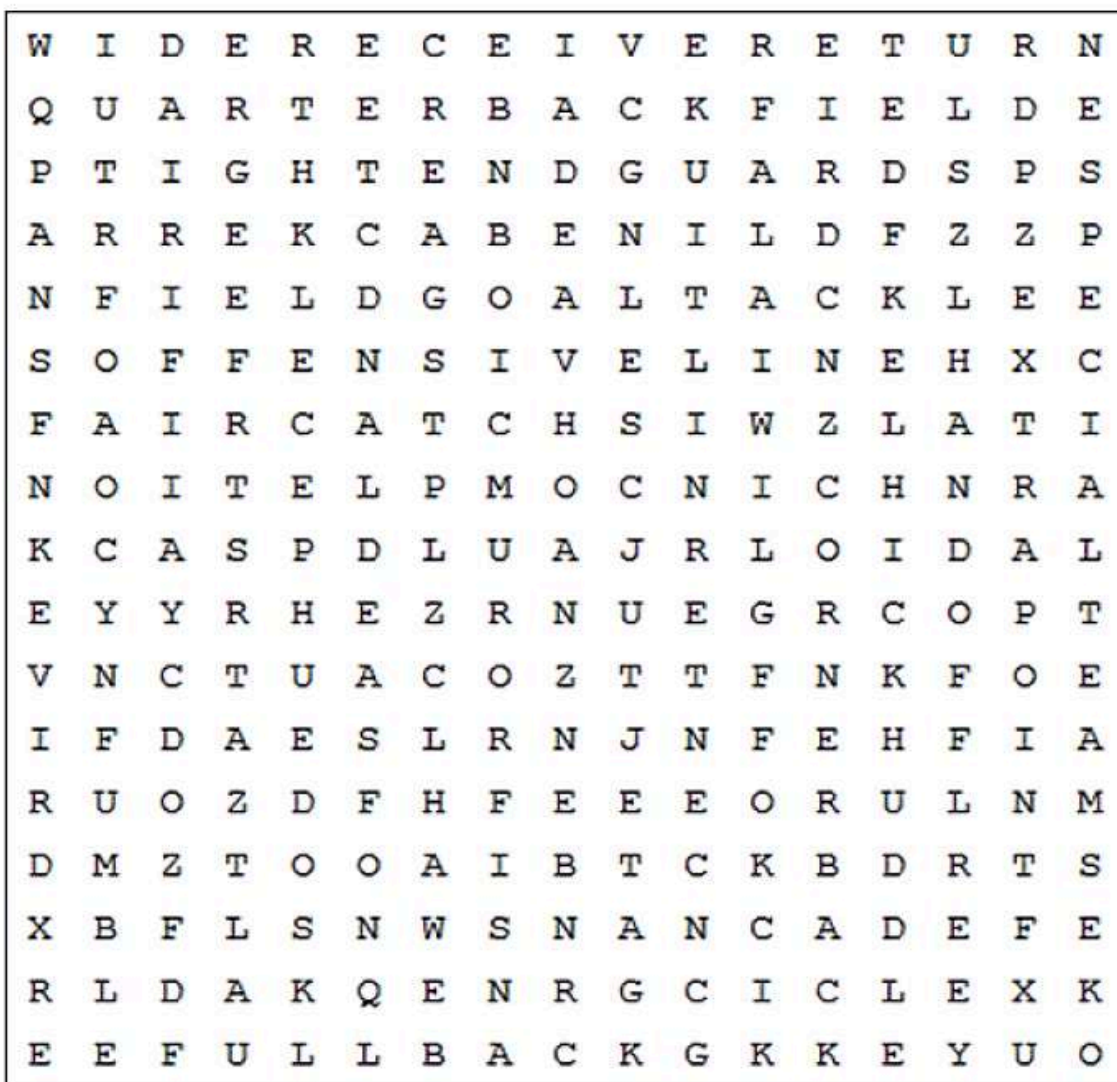 W I D E R E C E I V E R E T U R N
Q U A R T E R B A C K F I E L D E
P T I G H T E N D G U A R D S P S
A R R E K C A B E N I L D F Z Z P
N F I E L D G O A L T A C K L E E
S O F F E N S I V E L I N E H X C
F A I R C A T C H S I W Z L A T I
N O I T E L P M O C N I C H N R A
K C A S P D L U A J R L O I D A L
E Y Y R H E Z R N U E G R C O P T
V N C T U A C O Z T T F N K F O E
I F D A E S L R N J N F E H F I A
R U O Z D F H F E E E O R U L N M
D M Z T O O A I B T C K B D R T S
X B F L S N W S N A N C A D E F E
R L D A K Q E N R G C I C L E X K
E E F U L L B A C K G K K E Y U O